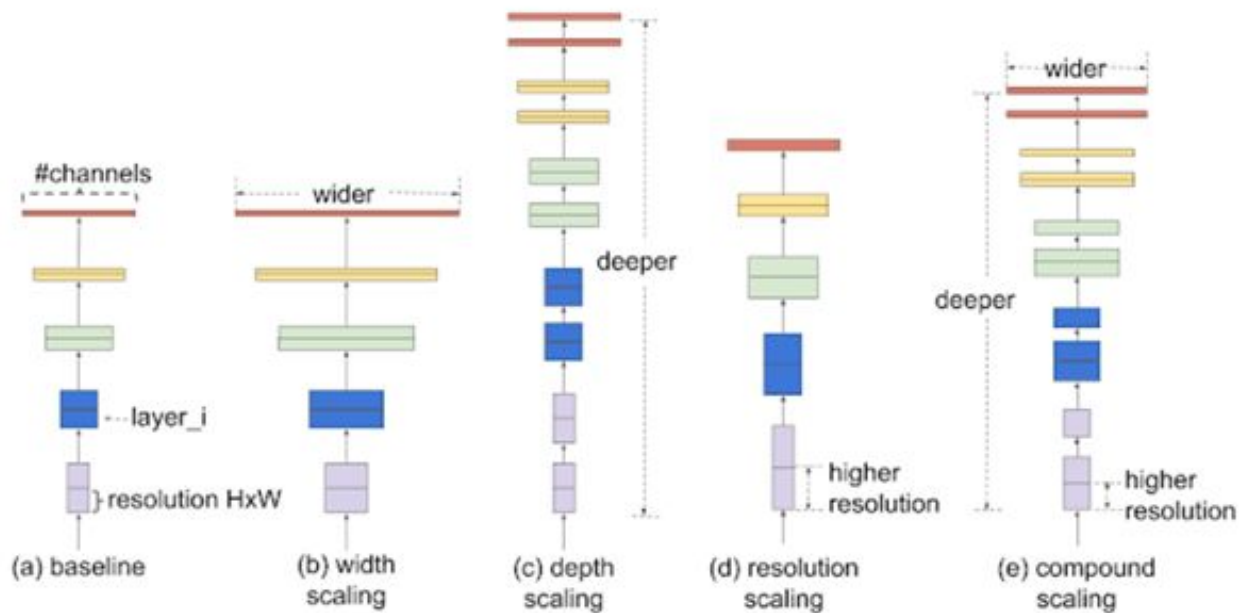 #channels
layer_i
resolution HxW
(a) baseline
wider
(b) width
scaling
deeper
(c) depth
scaling
higher
resolution
(d) resolution
scaling
wider
deeper
higher
resolution
(e) compound
scaling